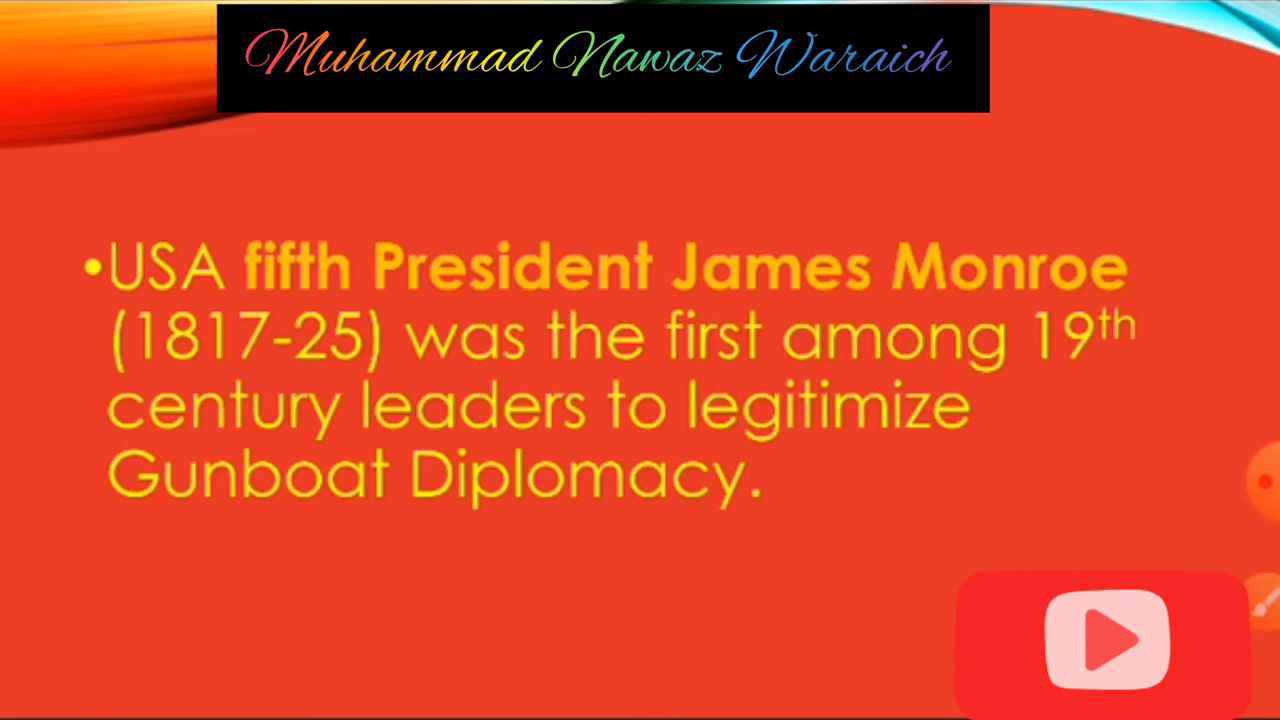 Muhammad Nawaz Waraich
•USA fifth President James Monroe
(1817-25) was the first among 19th
century leaders to legitimize
Gunboat Diplomacy.